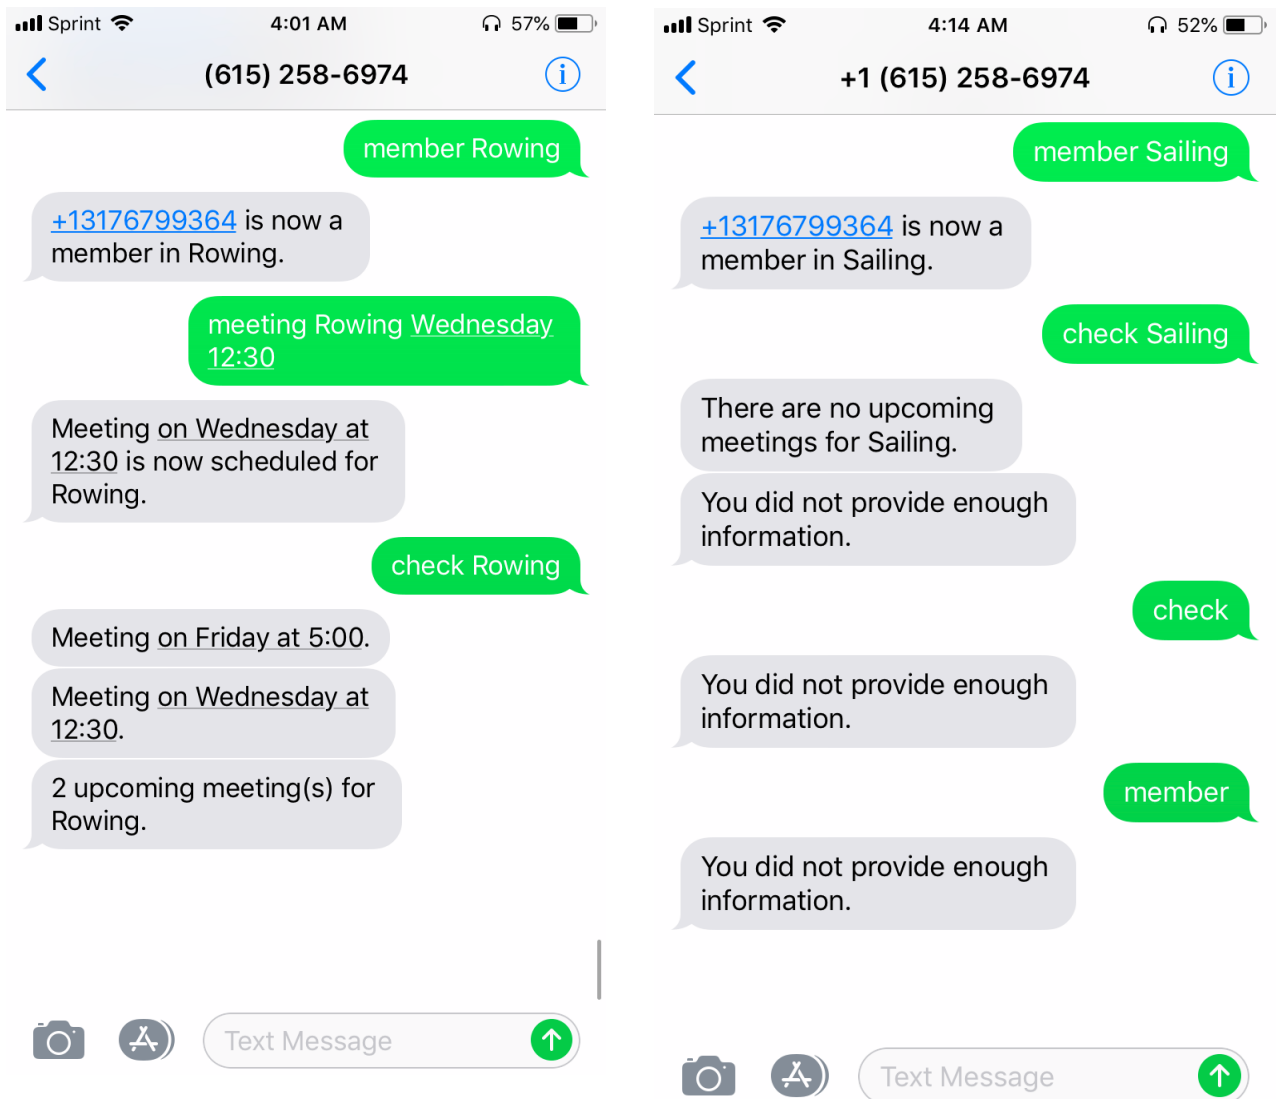 Sprint 4:01 AM 57%
(615) 258-6974
member Rowing
+13176799364 is now a
member in Rowing.
meeting Rowing Wednesday
12:30
Meeting on Wednesday at
12:30 is now scheduled for
Rowing.
check Rowing
Meeting on Friday at 5:00.
Meeting on Wednesday at
12:30.
2 upcoming meeting(s) for
Rowing.
Text Message
Sprint 4:14 AM 52%
+1 (615) 258-6974
member Sailing
+13176799364 is now a
member in Sailing.
check Sailing
There are no upcoming
meetings for Sailing.
You did not provide enough
information.
check
You did not provide enough
information.
member
You did not provide enough
information.
Text Message